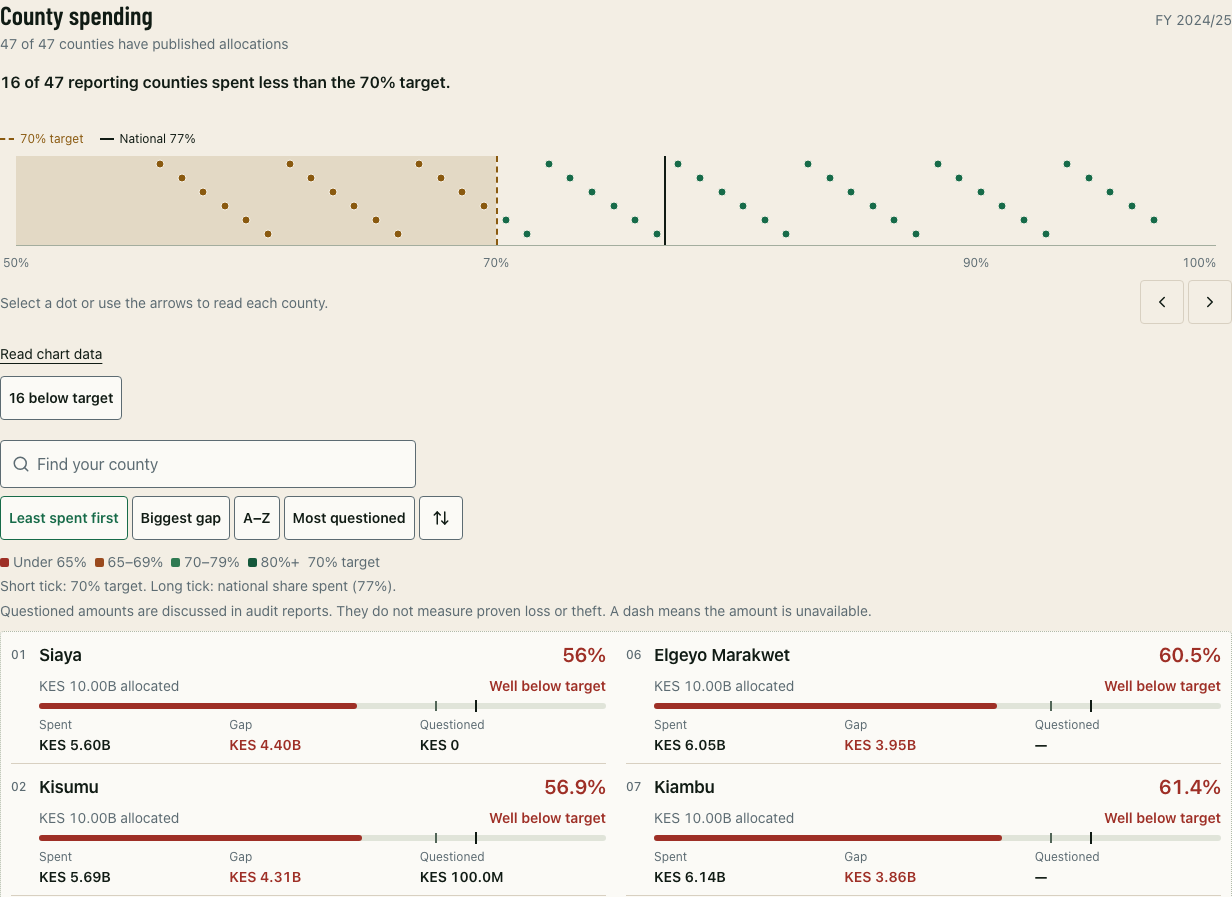 County spending
FY 2024/25
47 of 47 counties have published allocations
16 of 47 reporting counties spent less than the 70% target.
70% target
National 77%
50%
70%
90%
100%
Select a dot or use the arrows to read each county.
Read chart data
16 below target
Find your county
Least spent first
Biggest gap
A–Z
Most questioned
Under 65% 65–69% 70–79% 80%+ 70% target
Short tick: 70% target. Long tick: national share spent (77%).
Questioned amounts are discussed in audit reports. They do not measure proven loss or theft. A dash means the amount is unavailable.
01 Siaya 56%
KES 10.00B allocated Well below target
Spent Gap Questioned
KES 5.60B KES 4.40B KES 0
02 Kisumu 56.9%
KES 10.00B allocated Well below target
Spent Gap Questioned
KES 5.69B KES 4.31B KES 100.0M
06 Elgeyo Marakwet 60.5%
KES 10.00B allocated Well below target
Spent Gap Questioned
KES 6.05B KES 3.95B —
07 Kiambu 61.4%
KES 10.00B allocated Well below target
Spent Gap Questioned
KES 6.14B KES 3.86B —